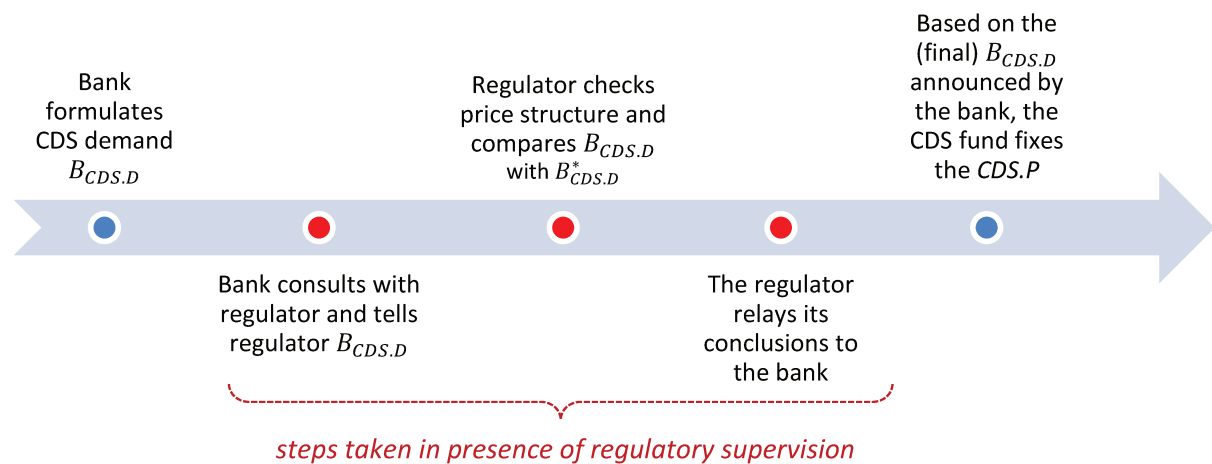 Bank
formulates
CDS demand
B_{CDS.D}
Bank consults with
regulator and tells
regulator B_{CDS.D}
Regulator checks
price structure and
compares B_{CDS.D}
with B^*_{CDS.D}
The regulator
relays its
conclusions to
the bank
Based on the
(final) B_{CDS.D}
announced by
the bank, the
CDS fund fixes
the CDS.P
steps taken in presence of regulatory supervision